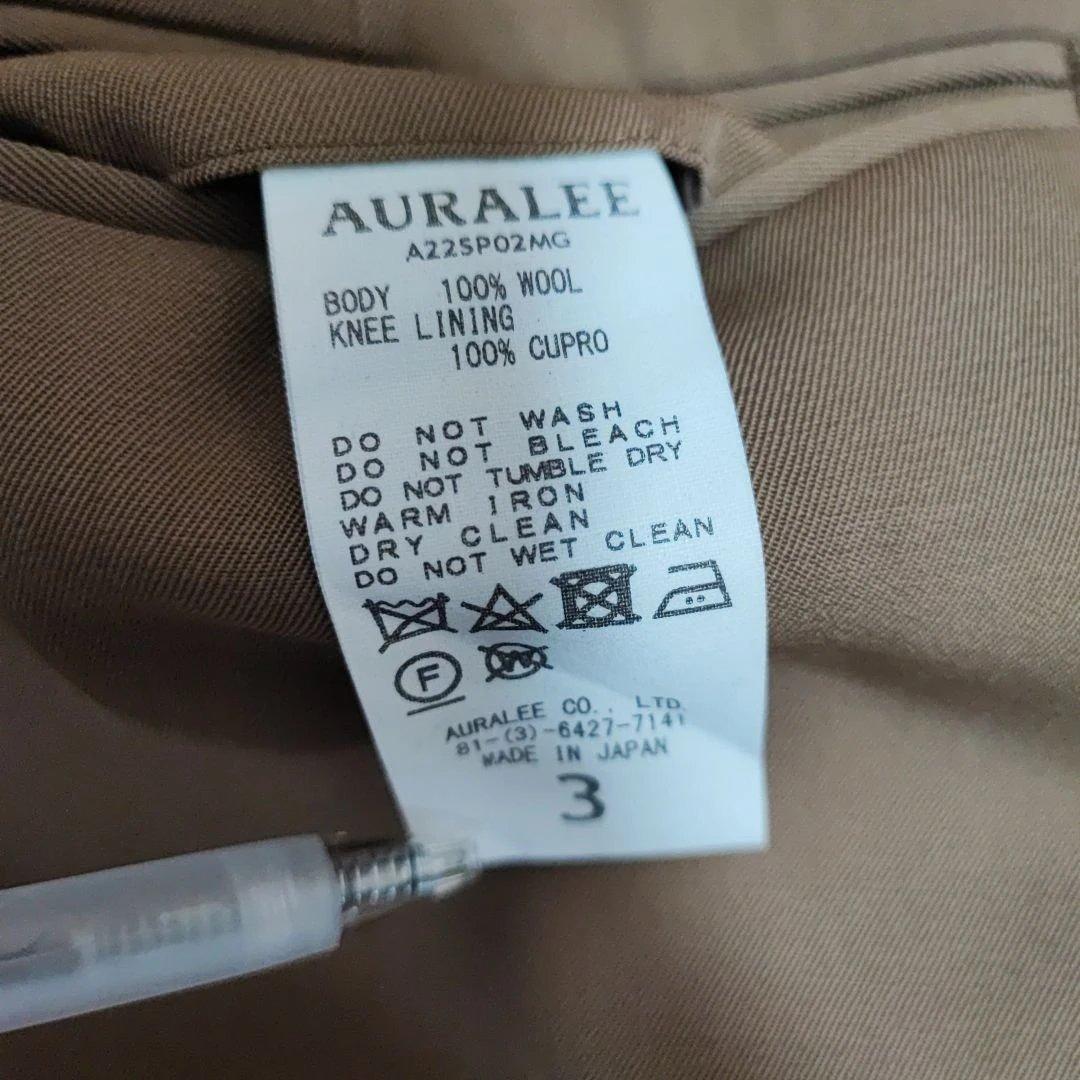 AURALEE
A22SP02MG
BODY 100% WOOL
KNEE LINING
100% CUPRO
DO NOT WASH
DO NOT BLEACH
DO NOT TUMBLE DRY
WARM IRON
DRY CLEAN
DO NOT WET CLEAN
F W
AURALEE CO., LTD.
81-(3)-6427-7141
MADE IN JAPAN
3